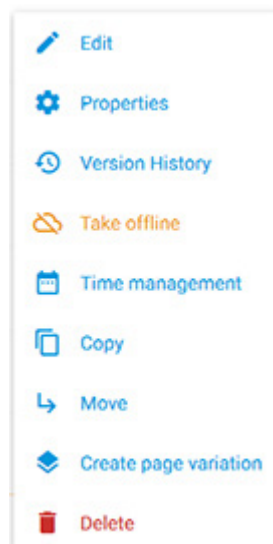 Edit
Properties
Version History
Take offline
Time management
Copy
Move
Create page variation
Delete